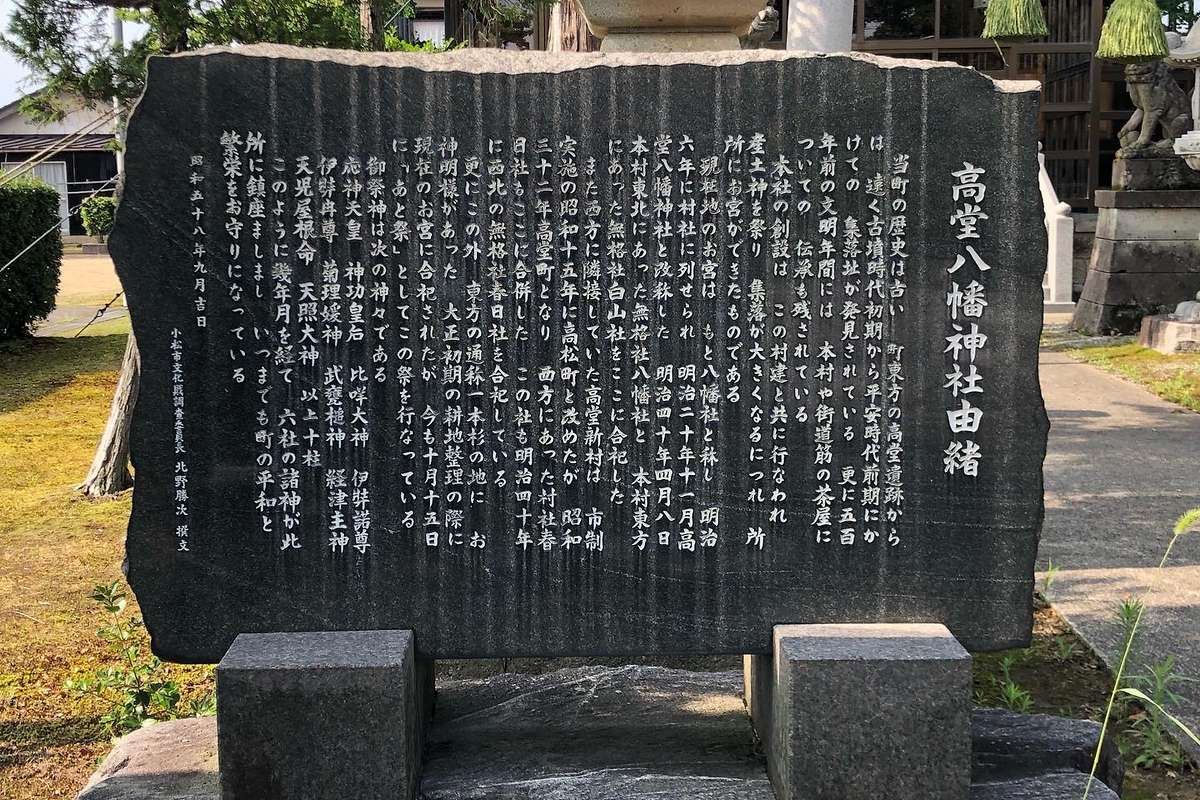 高堂八幡神社由緒
当町の歴史は古い 町東方の高堂遺跡から
は 遠く古墳時代初期から平安時代前期にか
けての 集落址が発見されている 更に五百
年前の文明年間には 本村や街道筋の茶屋に
ついての 伝承も残されている
本社の創設は この村建と共に行なわれ
産土神を祭り 集落が大きくなるにつれ 所
所にお宮ができたものである
現在地のお宮は もと八幡社と称し 明治
六年に村社に列せられ 明治二十年十一月高
堂八幡神社と改称した 明治四十年四月八日
本村東北にあった無格社八幡社と 本村東方
にあった無格社白山社をここに合祀した
また西方に隣接していた高堂新村は 市制
実施の昭和十五年に高松町と改めたが 昭和
三十二年高堂町となり 西方にあった村社春
日社もここに合併した この社も明治四十年
に西北の無格社春日社を合祀している
更にこの外 東方の通称一本杉の地に お
神明様があった 大正初期の耕地整理の際に
現在のお宮に合祀されたが 今も十月十五日
に「あと祭」としてこの祭を行なっている
御祭神は次の神々である
応神天皇 神功皇后 比咩大神 伊弉諾尊
伊弉冉尊 菊理媛神 武甕槌神 経津主神
天児屋根命 天照大神 以上十柱
このように幾年月を経て 六社の諸神が此
所に鎮座ましまし いつまでも町の平和と
繁栄をお守りになっている
昭和五十八年九月吉日
小松市文化財調査委員長 北野勝次 撰文